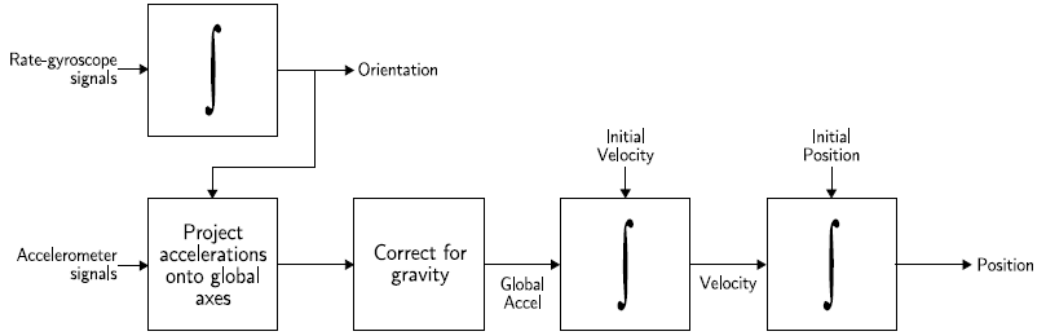 Rate-gyroscope
signals
∫
Orientation
Initial
Velocity
Initial
Position
Accelerometer
signals
Project
accelerations
onto global
axes
Correct for
gravity
Global
Accel
∫
Velocity
∫
Position